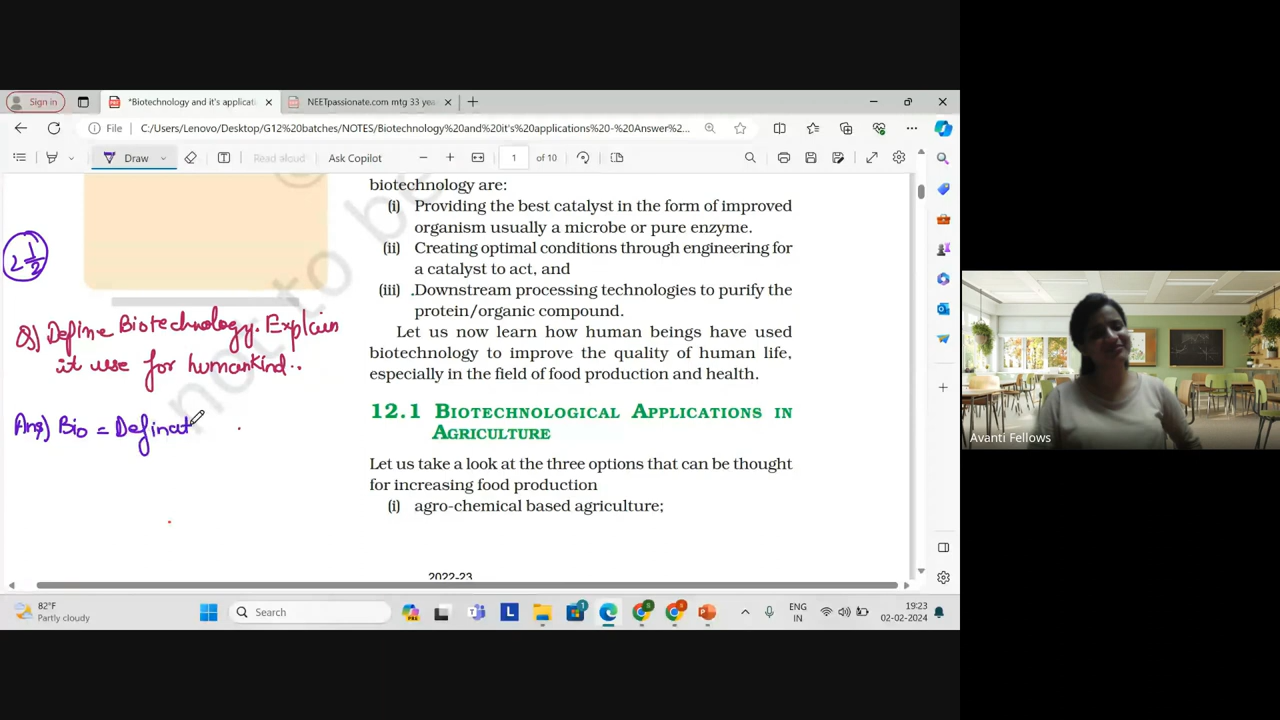 Sign in
*Biotechnology and it's applicati
NEETpassionate.com mtg 33 yea
File
C:/Users/Lenovo/Desktop/G12%20batches/NOTES/Biotechnology%20and%20it's%20applications%20-%20Answer%2...
Draw
Read aloud
Ask Copilot
1
of 10
biotechnology are:
(i) Providing the best catalyst in the form of improved
organism usually a microbe or pure enzyme.
(ii) Creating optimal conditions through engineering for
a catalyst to act, and
(iii) Downstream processing technologies to purify the
protein/organic compound.
Let us now learn how human beings have used
biotechnology to improve the quality of human life,
especially in the field of food production and health.
12.1 BIOTECHNOLOGICAL APPLICATIONS IN
AGRICULTURE
Let us take a look at the three options that can be thought
for increasing food production
(i) agro-chemical based agriculture;
2022-23
not to be
2 1/2
Q) Define Biotechnology. Explain
it use for humankind..
Ans) Bio = Definat
Avanti Fellows
82°F
Partly cloudy
Search
ENG
IN
19:23
02-02-2024